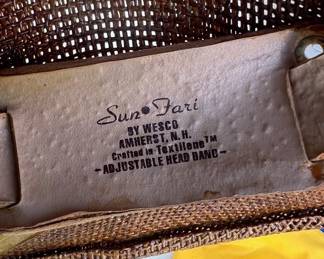 Sun•Fari
BY WESCO
AMHERST, N.H.
Crafted in Textilene™
-ADJUSTABLE HEAD BAND-